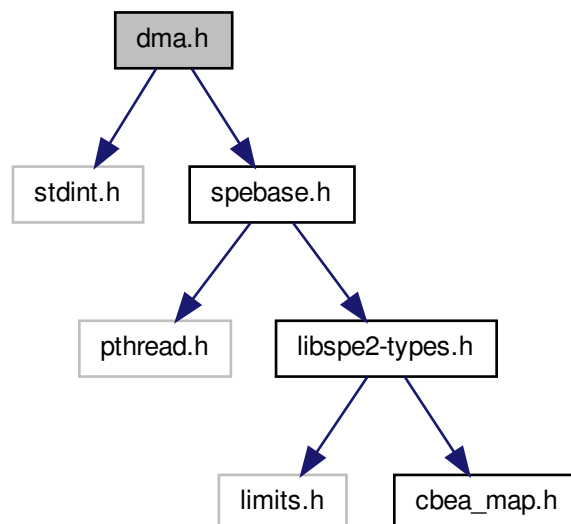 dma.h
stdint.h
spebase.h
pthread.h
libspe2-types.h
limits.h
cbea_map.h